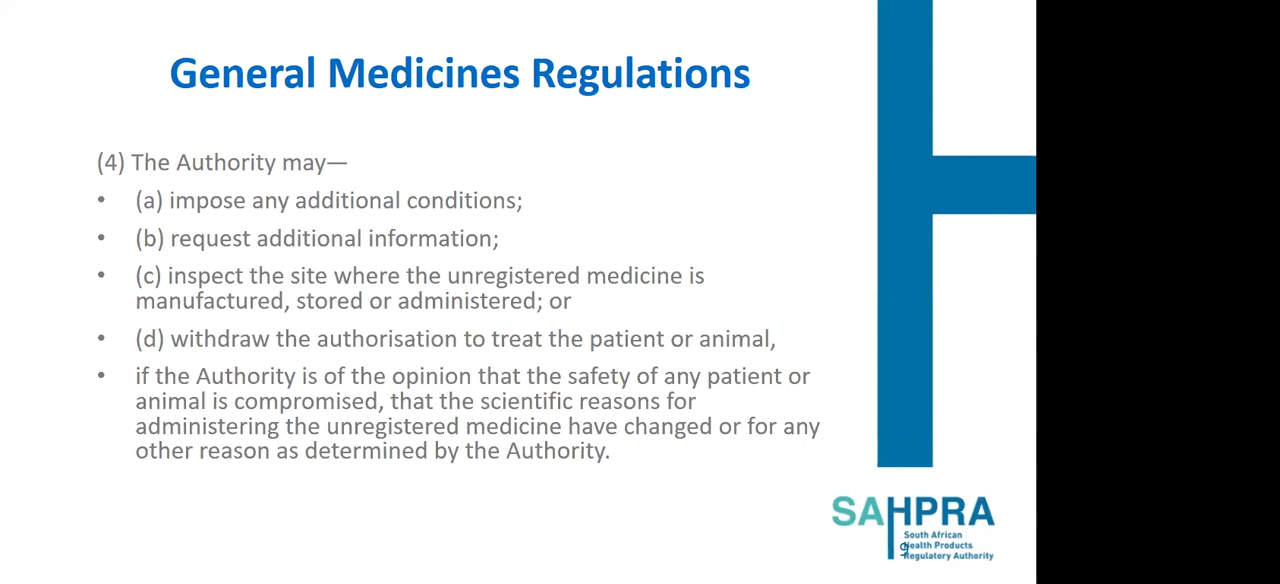 General Medicines Regulations
(4) The Authority may—
• (a) impose any additional conditions;
• (b) request additional information;
• (c) inspect the site where the unregistered medicine is
manufactured, stored or administered; or
• (d) withdraw the authorisation to treat the patient or animal,
• if the Authority is of the opinion that the safety of any patient or
animal is compromised, that the scientific reasons for
administering the unregistered medicine have changed or for any
other reason as determined by the Authority.
SAHPRA
South African
Health Products
Regulatory Authority
9